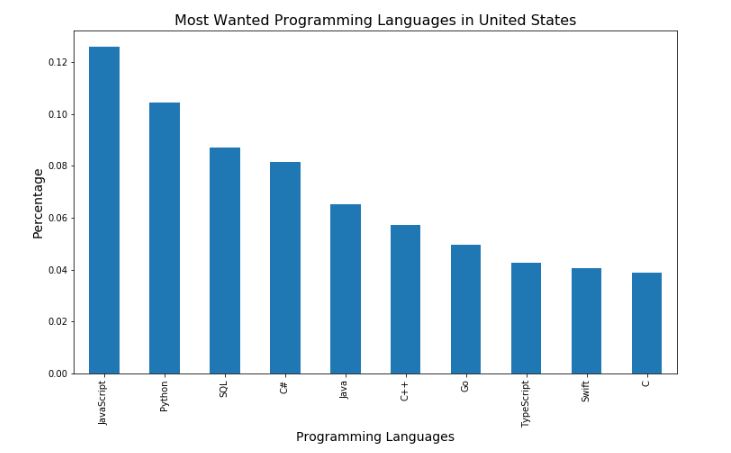 Most Wanted Programming Languages in United States
Percentage
0.12
0.10
0.08
0.06
0.04
0.02
0.00
JavaScript
Python
SQL
C#
Java
C++
Go
TypeScript
Swift
C
Programming Languages